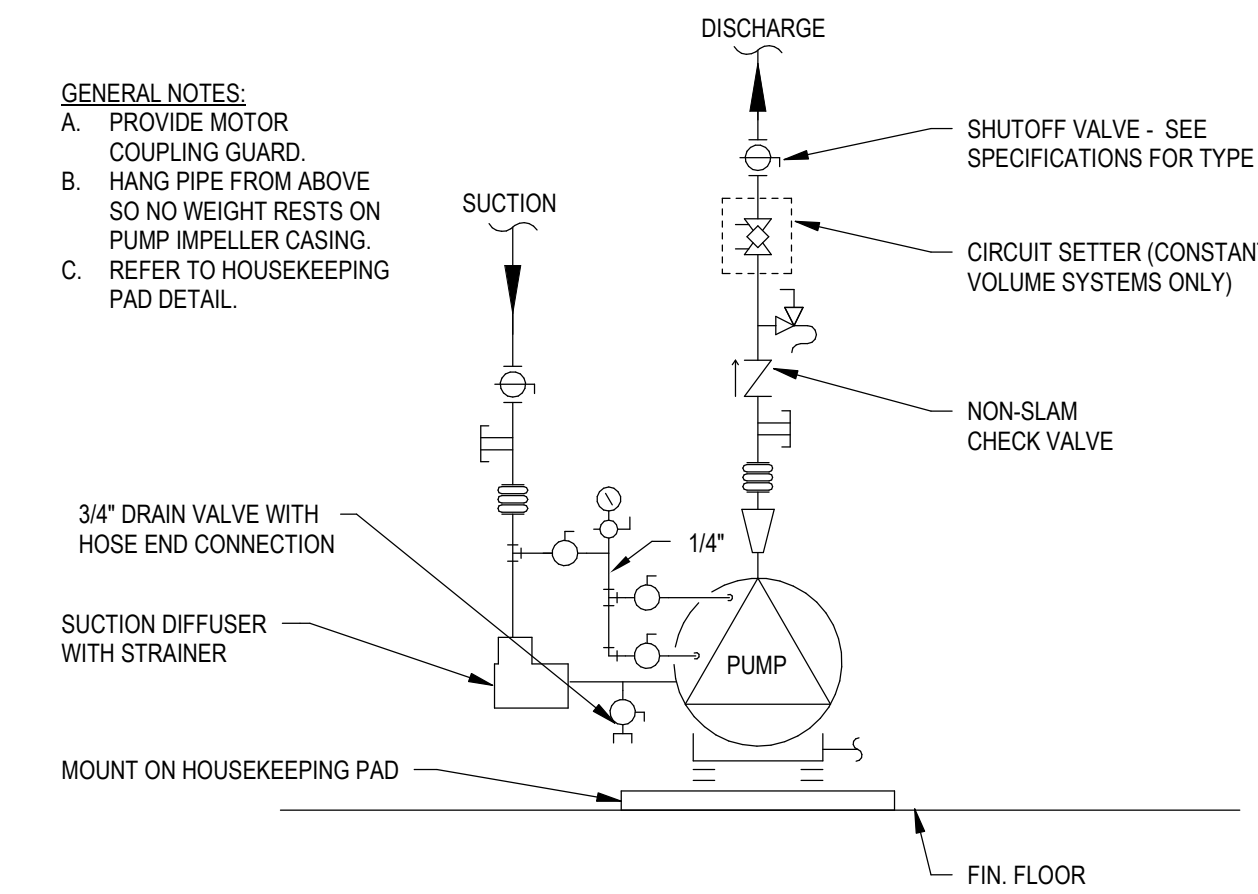 DISCHARGE
GENERAL NOTES:
A. PROVIDE MOTOR
COUPLING GUARD.
B. HANG PIPE FROM ABOVE
SO NO WEIGHT RESTS ON
PUMP IMPELLER CASING.
C. REFER TO HOUSEKEEPING
PAD DETAIL.
SUCTION
SHUTOFF VALVE - SEE
SPECIFICATIONS FOR TYPE
CIRCUIT SETTER (CONSTANT
VOLUME SYSTEMS ONLY)
NON-SLAM
CHECK VALVE
3/4" DRAIN VALVE WITH
HOSE END CONNECTION
1/4"
SUCTION DIFFUSER
WITH STRAINER
PUMP
MOUNT ON HOUSEKEEPING PAD
FIN. FLOOR